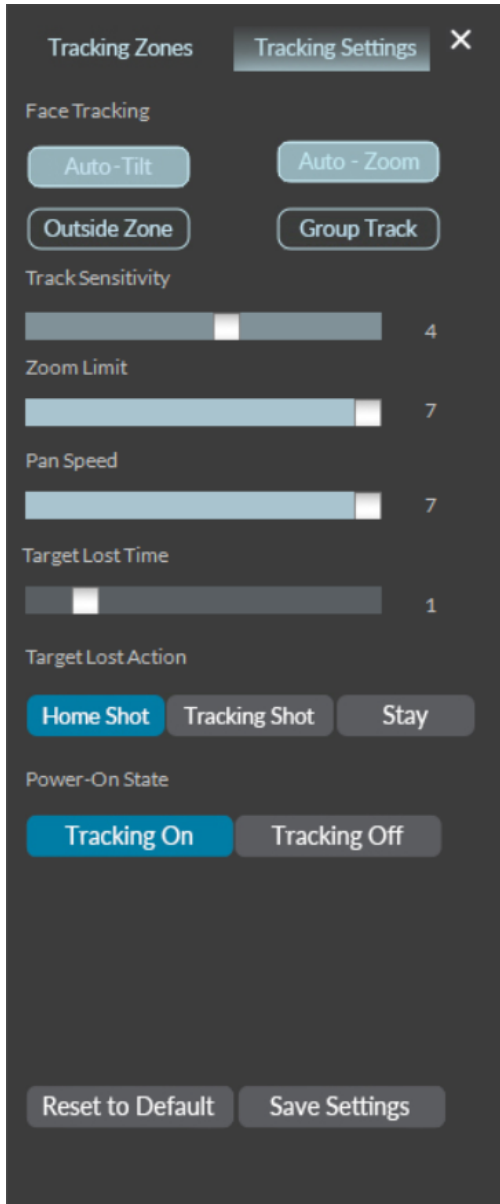 Tracking Zones Tracking Settings ×
Face Tracking
Auto-Tilt Auto - Zoom
Outside Zone Group Track
Track Sensitivity
4
Zoom Limit
7
Pan Speed
7
Target Lost Time
1
Target Lost Action
Home Shot Tracking Shot Stay
Power-On State
Tracking On Tracking Off
Reset to Default Save Settings